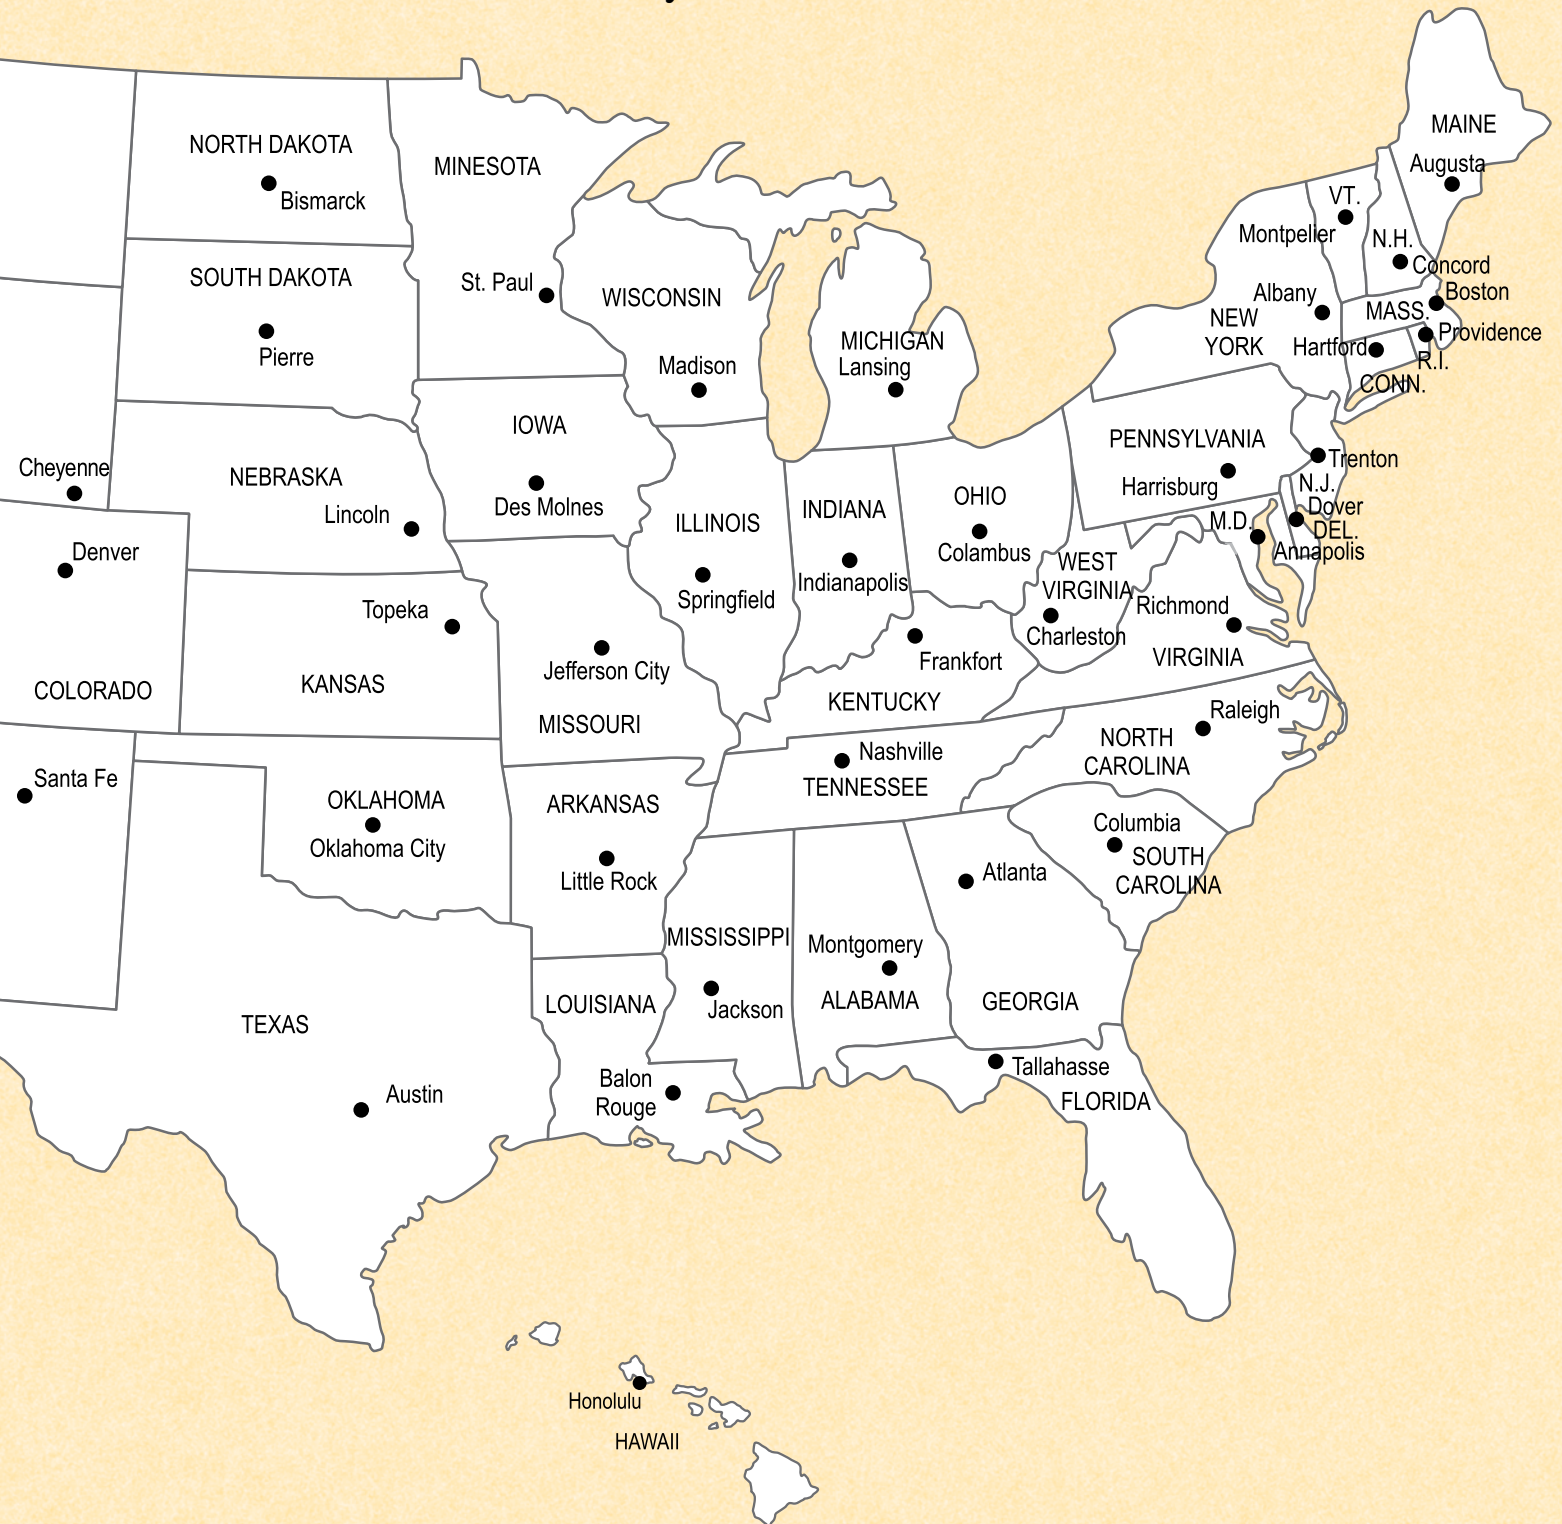 MAINE
Augusta
NORTH DAKOTA
Bismarck
MINESOTA
VT.
Montpelier
N.H.
Concord
SOUTH DAKOTA
Pierre
St. Paul
WISCONSIN
Madison
MICHIGAN
Lansing
Albany
NEW
YORK
Boston
MASS.
Providence
Hartford
R.I.
CONN.
IOWA
Des Molnes
PENNSYLVANIA
Harrisburg
Trenton
N.J.
Cheyenne
NEBRASKA
Lincoln
ILLINOIS
Springfield
INDIANA
Indianapolis
OHIO
Colambus
M.D.
Dover
DEL.
Annapolis
Denver
COLORADO
Topeka
KANSAS
Jefferson City
MISSOURI
WEST
VIRGINIA
Charleston
Richmond
VIRGINIA
Frankfort
KENTUCKY
Raleigh
NORTH
CAROLINA
Nashville
TENNESSEE
Santa Fe
OKLAHOMA
Oklahoma City
ARKANSAS
Little Rock
Columbia
SOUTH
CAROLINA
Atlanta
GEORGIA
MISSISSIPPI
Jackson
Montgomery
ALABAMA
LOUISIANA
Balon
Rouge
TEXAS
Austin
Tallahasse
FLORIDA
Honolulu
HAWAII